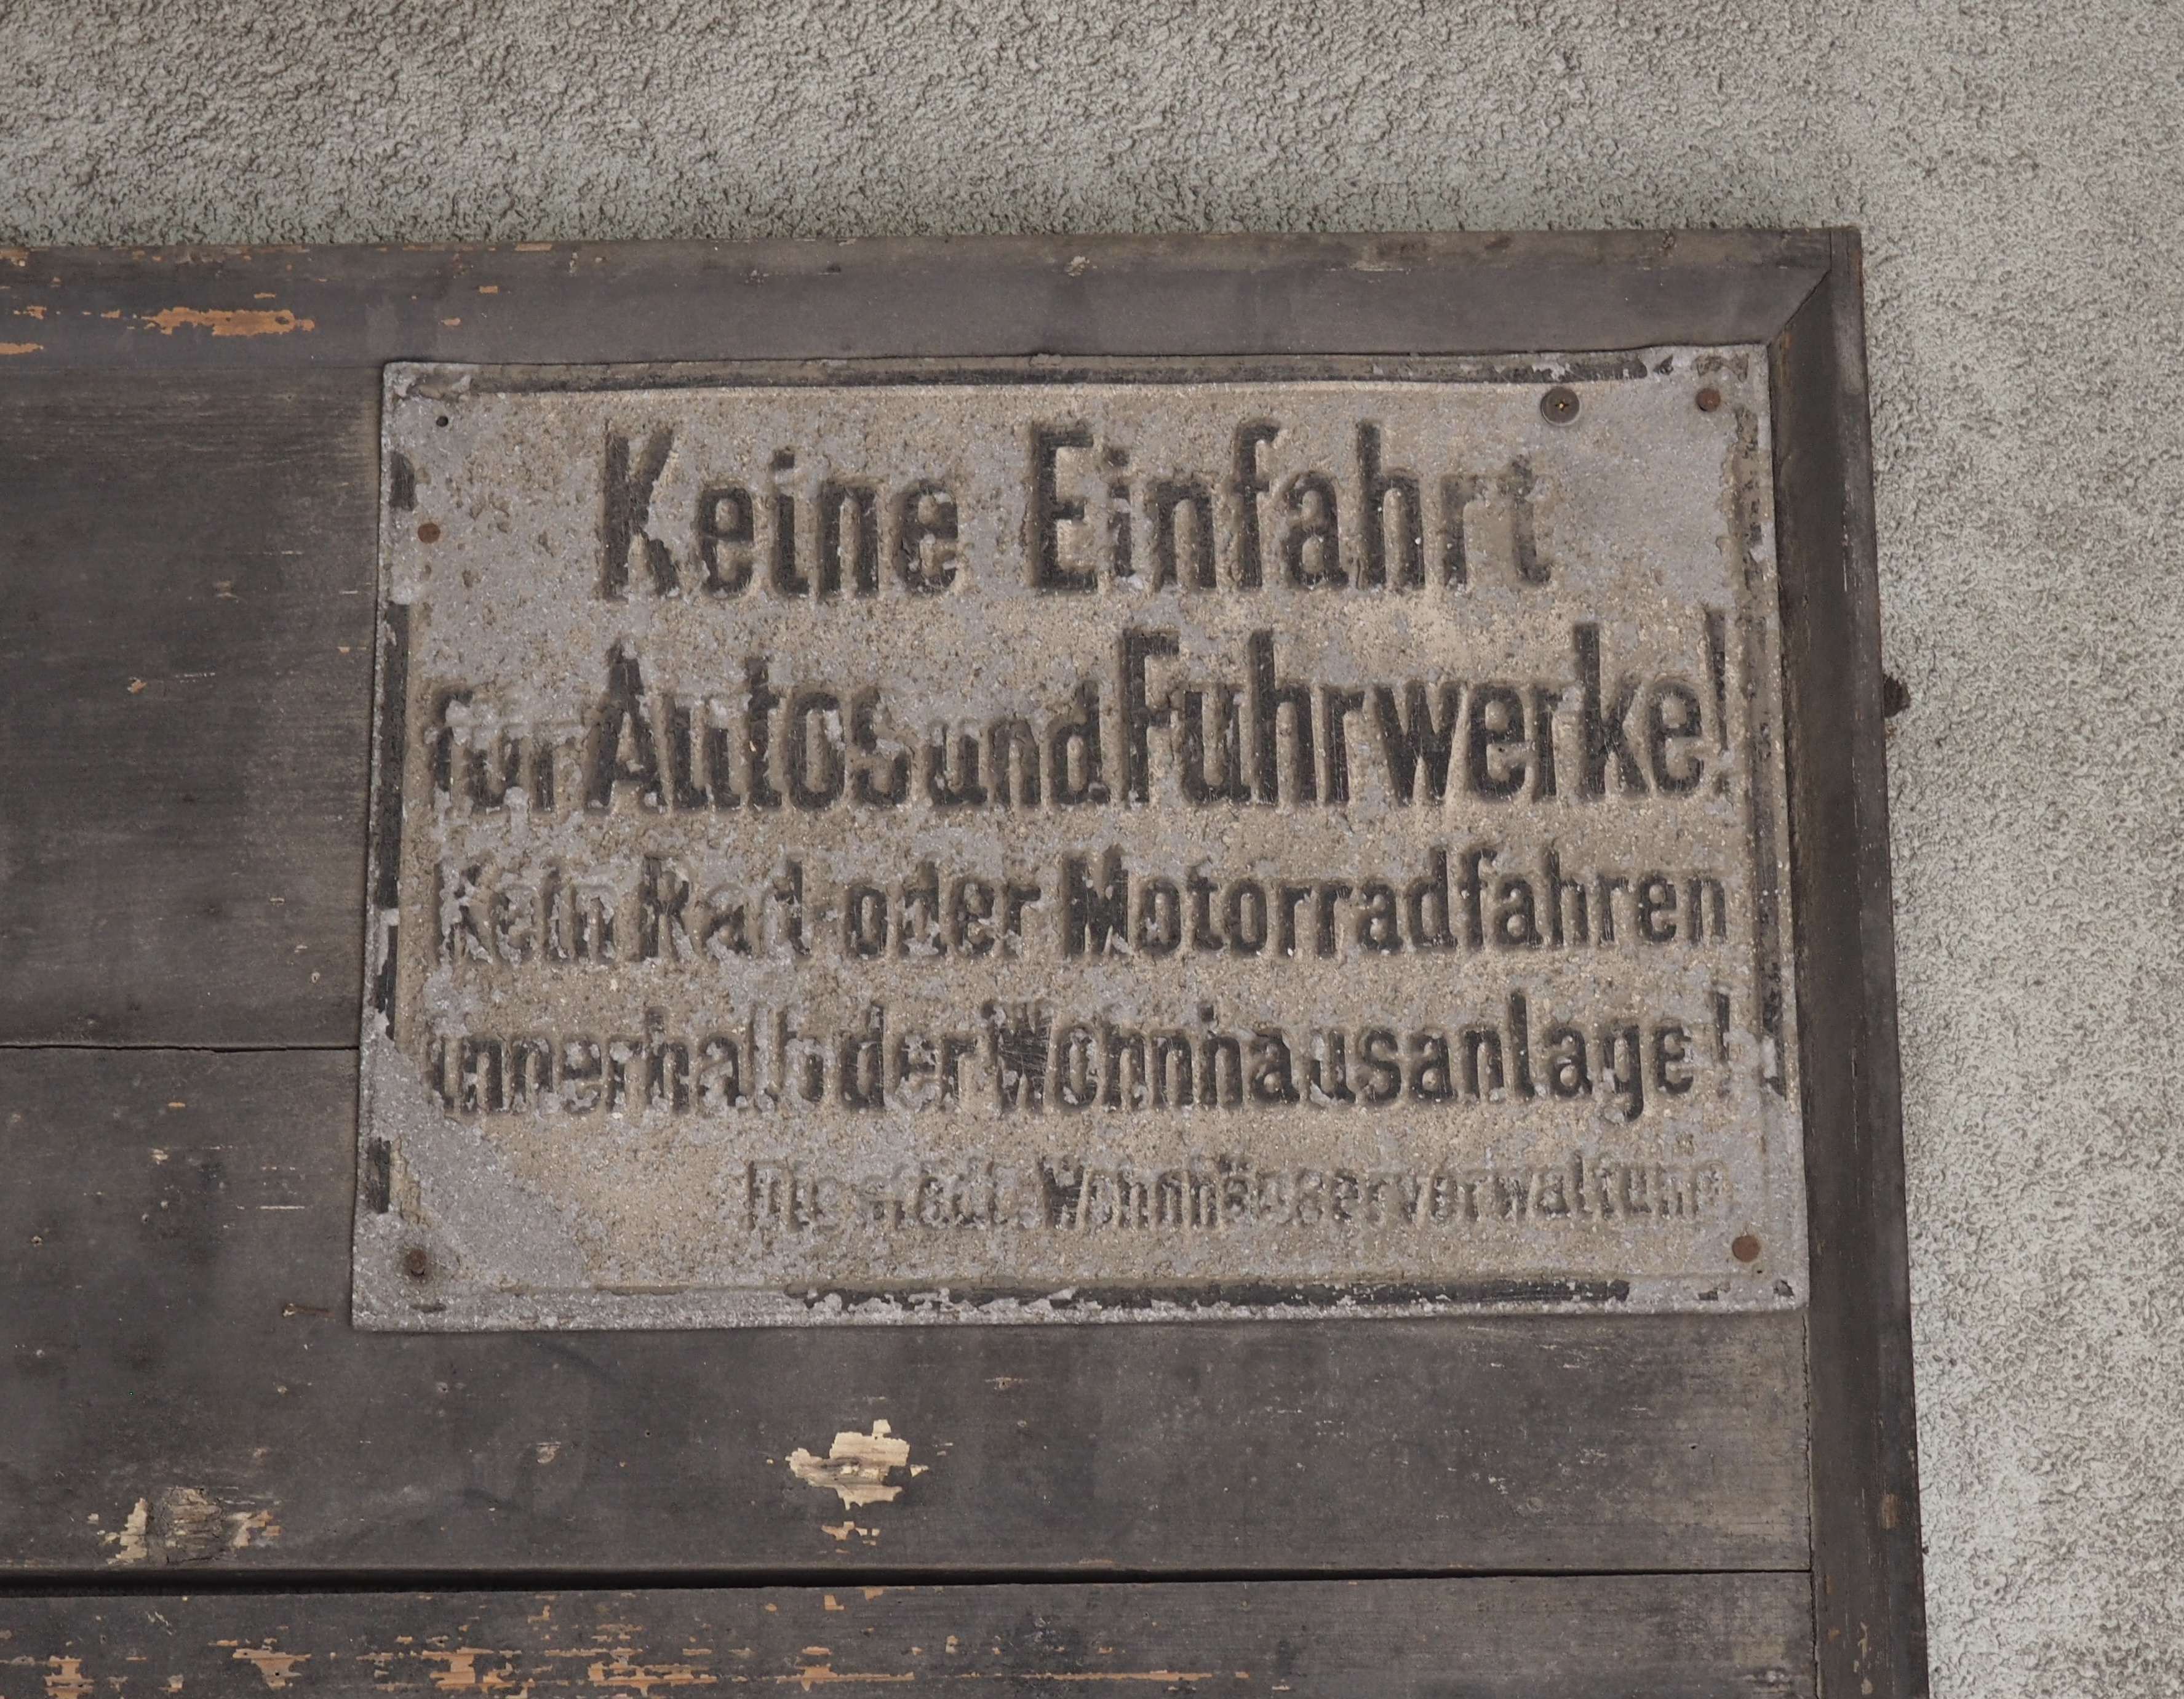 Keine Einfahrt
für Autos und Fuhrwerke!
Kein Rad-oder Motorradfahren
innerhalb der Wohnhausanlage!
Die städt. Wohnhäuserverwaltung